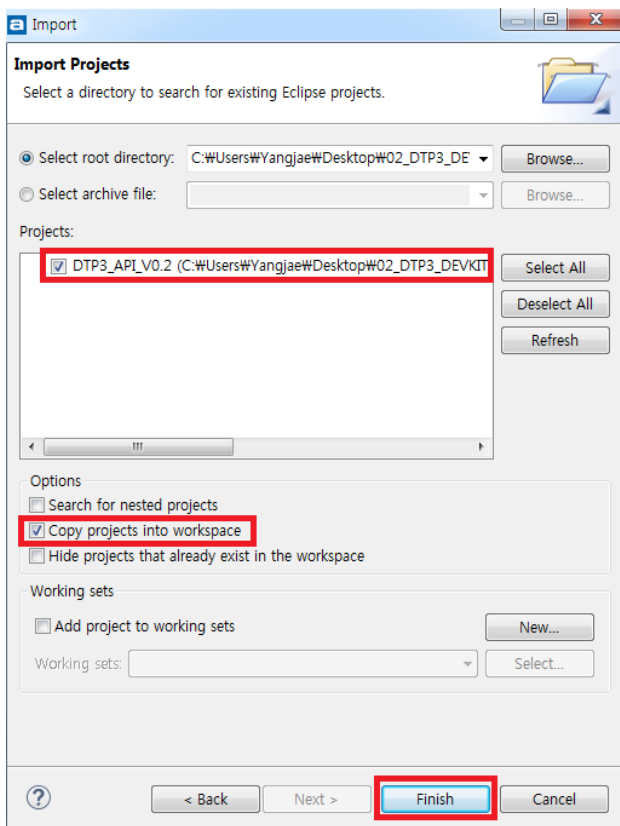 Import
Import Projects
Select a directory to search for existing Eclipse projects.
Select root directory: C:₩Users₩Yangjae₩Desktop₩02_DTP3_DE Browse...
Select archive file: Browse...
Projects:
DTP3_API_V0.2 (C:₩Users₩Yangjae₩Desktop₩02_DTP3_DEVKIT Select All
Deselect All
Refresh
Options
Search for nested projects
Copy projects into workspace
Hide projects that already exist in the workspace
Working sets
Add project to working sets New...
Working sets: Select...
? < Back Next > Finish Cancel